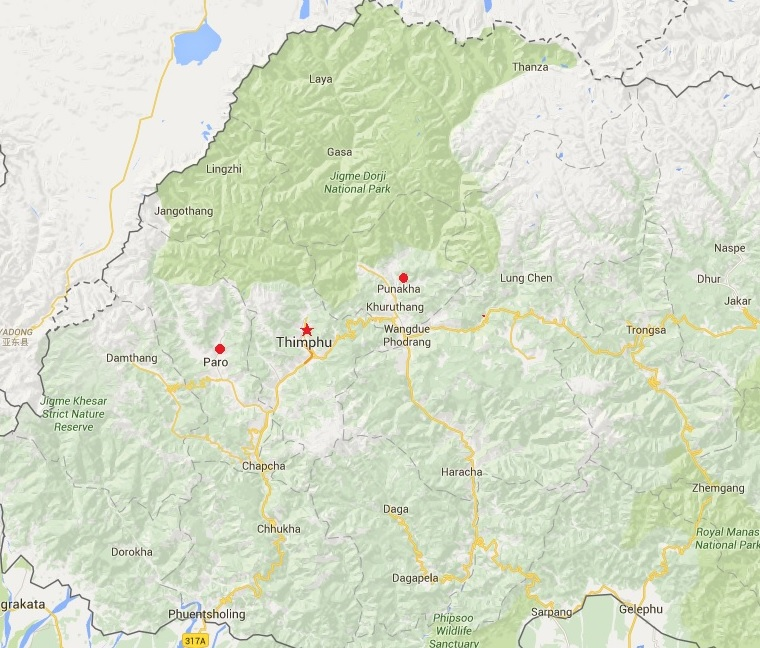 Laya
Thanza
Gasa
Lingzhi
Jigme Dorji
National Park
Jangothang
Naspe
Lung Chen
Dhur
Punakha
Jakar
Khuruthang
YADONG
亚东县
Thimphu
Wangdue
Phodrang
Trongsa
Damthang
Paro
Jigme Khesar
Strict Nature
Reserve
Chapcha
Haracha
Zhemgang
Daga
Chhukha
Royal Manas
National Park
Dorokha
Dagapela
grakata
Phuentsholing
Sarpang
Gelephu
Phipsoo
Wildlife
Sanctuary
317A